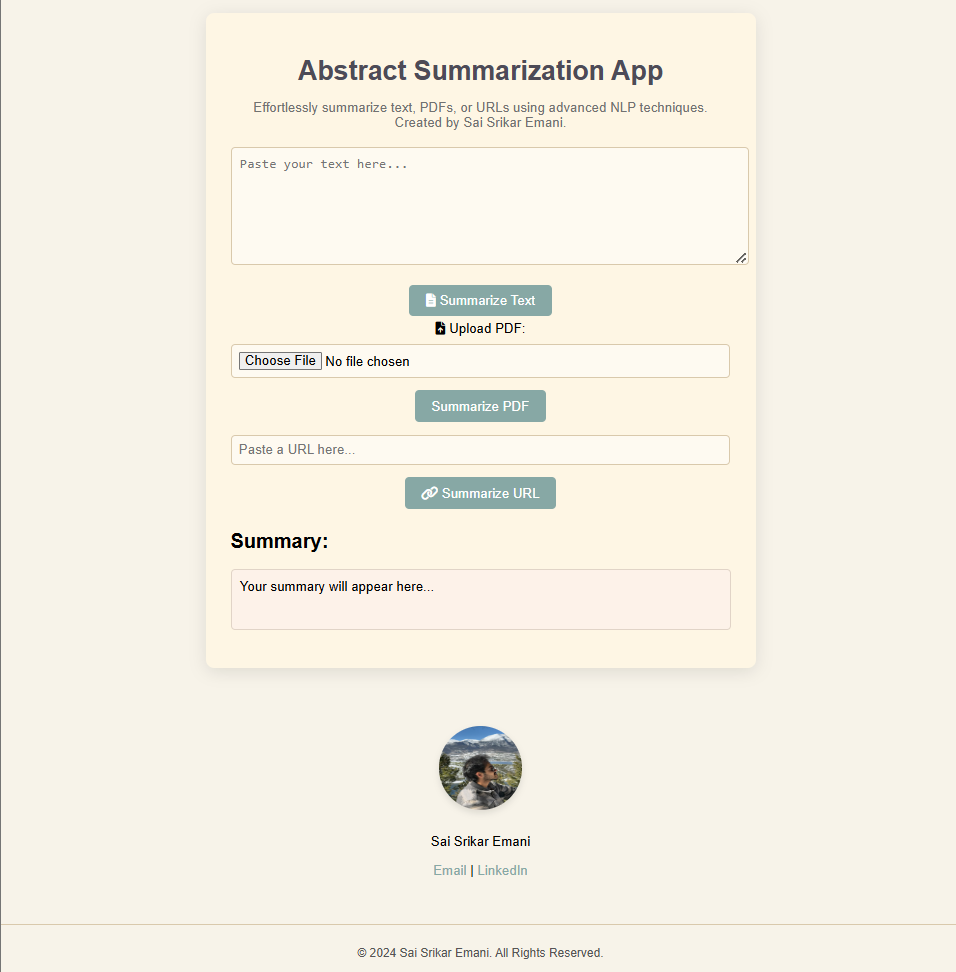 Abstract Summarization App
Effortlessly summarize text, PDFs, or URLs using advanced NLP techniques.
Created by Sai Srikar Emani.
Paste your text here...
Summarize Text
Upload PDF:
Choose File No file chosen
Summarize PDF
Paste a URL here...
Summarize URL
Summary:
Your summary will appear here...
Sai Srikar Emani
Email | LinkedIn
© 2024 Sai Srikar Emani. All Rights Reserved.